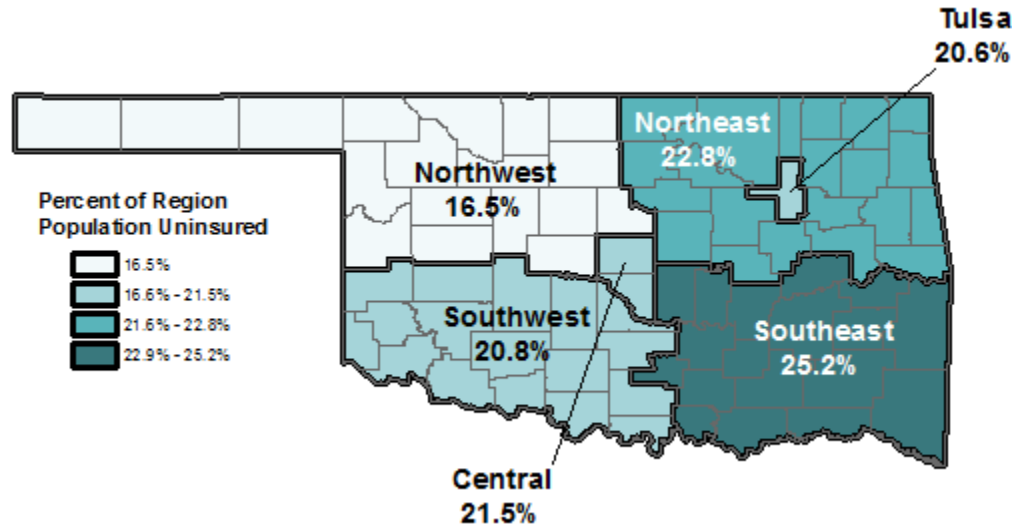 Tulsa
20.6%
Northeast
22.8%
Northwest
16.5%
Percent of Region
Population Uninsured
16.5%
16.6% - 21.5%
21.6% - 22.8%
22.9% - 25.2%
Southwest
20.8%
Southeast
25.2%
Central
21.5%